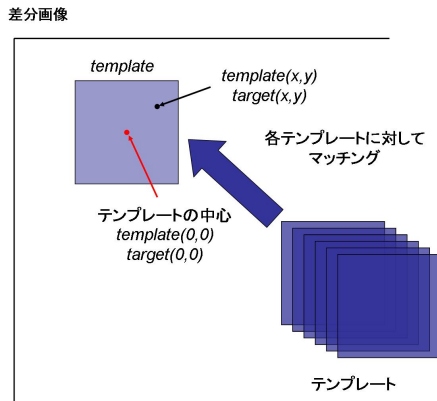 差分画像
template
template(x,y)
target(x,y)
各テンプレートに対して
マッチング
テンプレートの中心
template(0,0)
target(0,0)
テンプレート